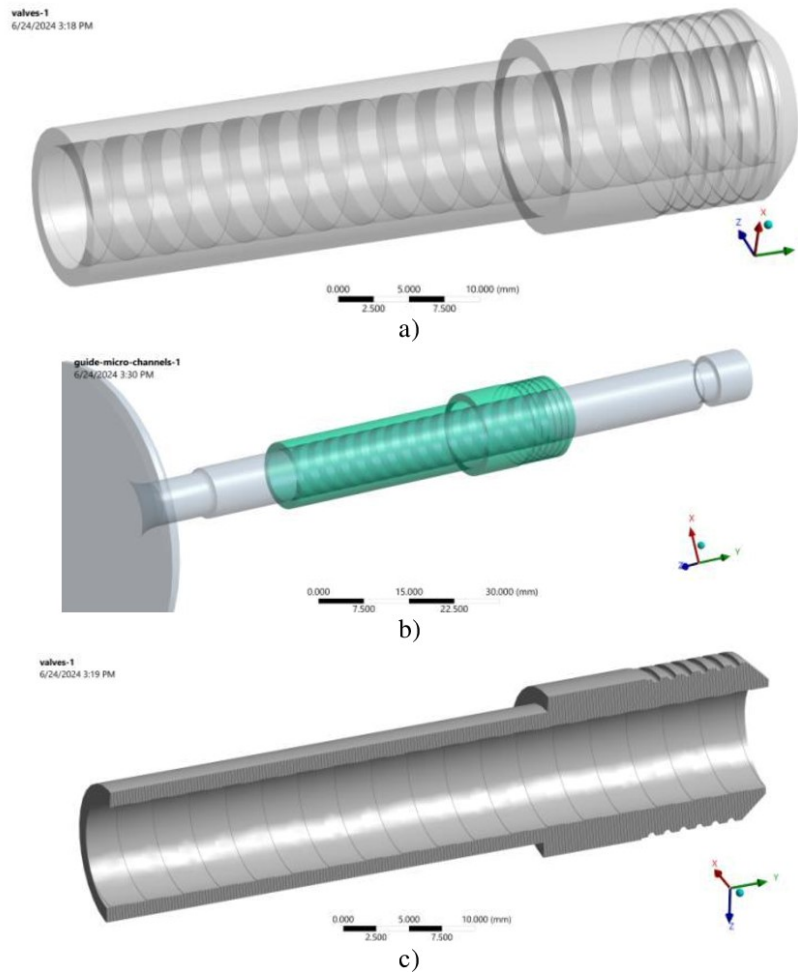 valves-1
6/24/2024 3:18 PM
X
Z
0.000 5.000 10.000 (mm)
2.500 7.500
a)
guide-micro-channels-1
6/24/2024 3:30 PM
X
Y
Z
0.000 15.000 30.000 (mm)
7.500 22.500
b)
valves-1
6/24/2024 3:19 PM
X
Y
Z
0.000 5.000 10.000 (mm)
2.500 7.500
c)